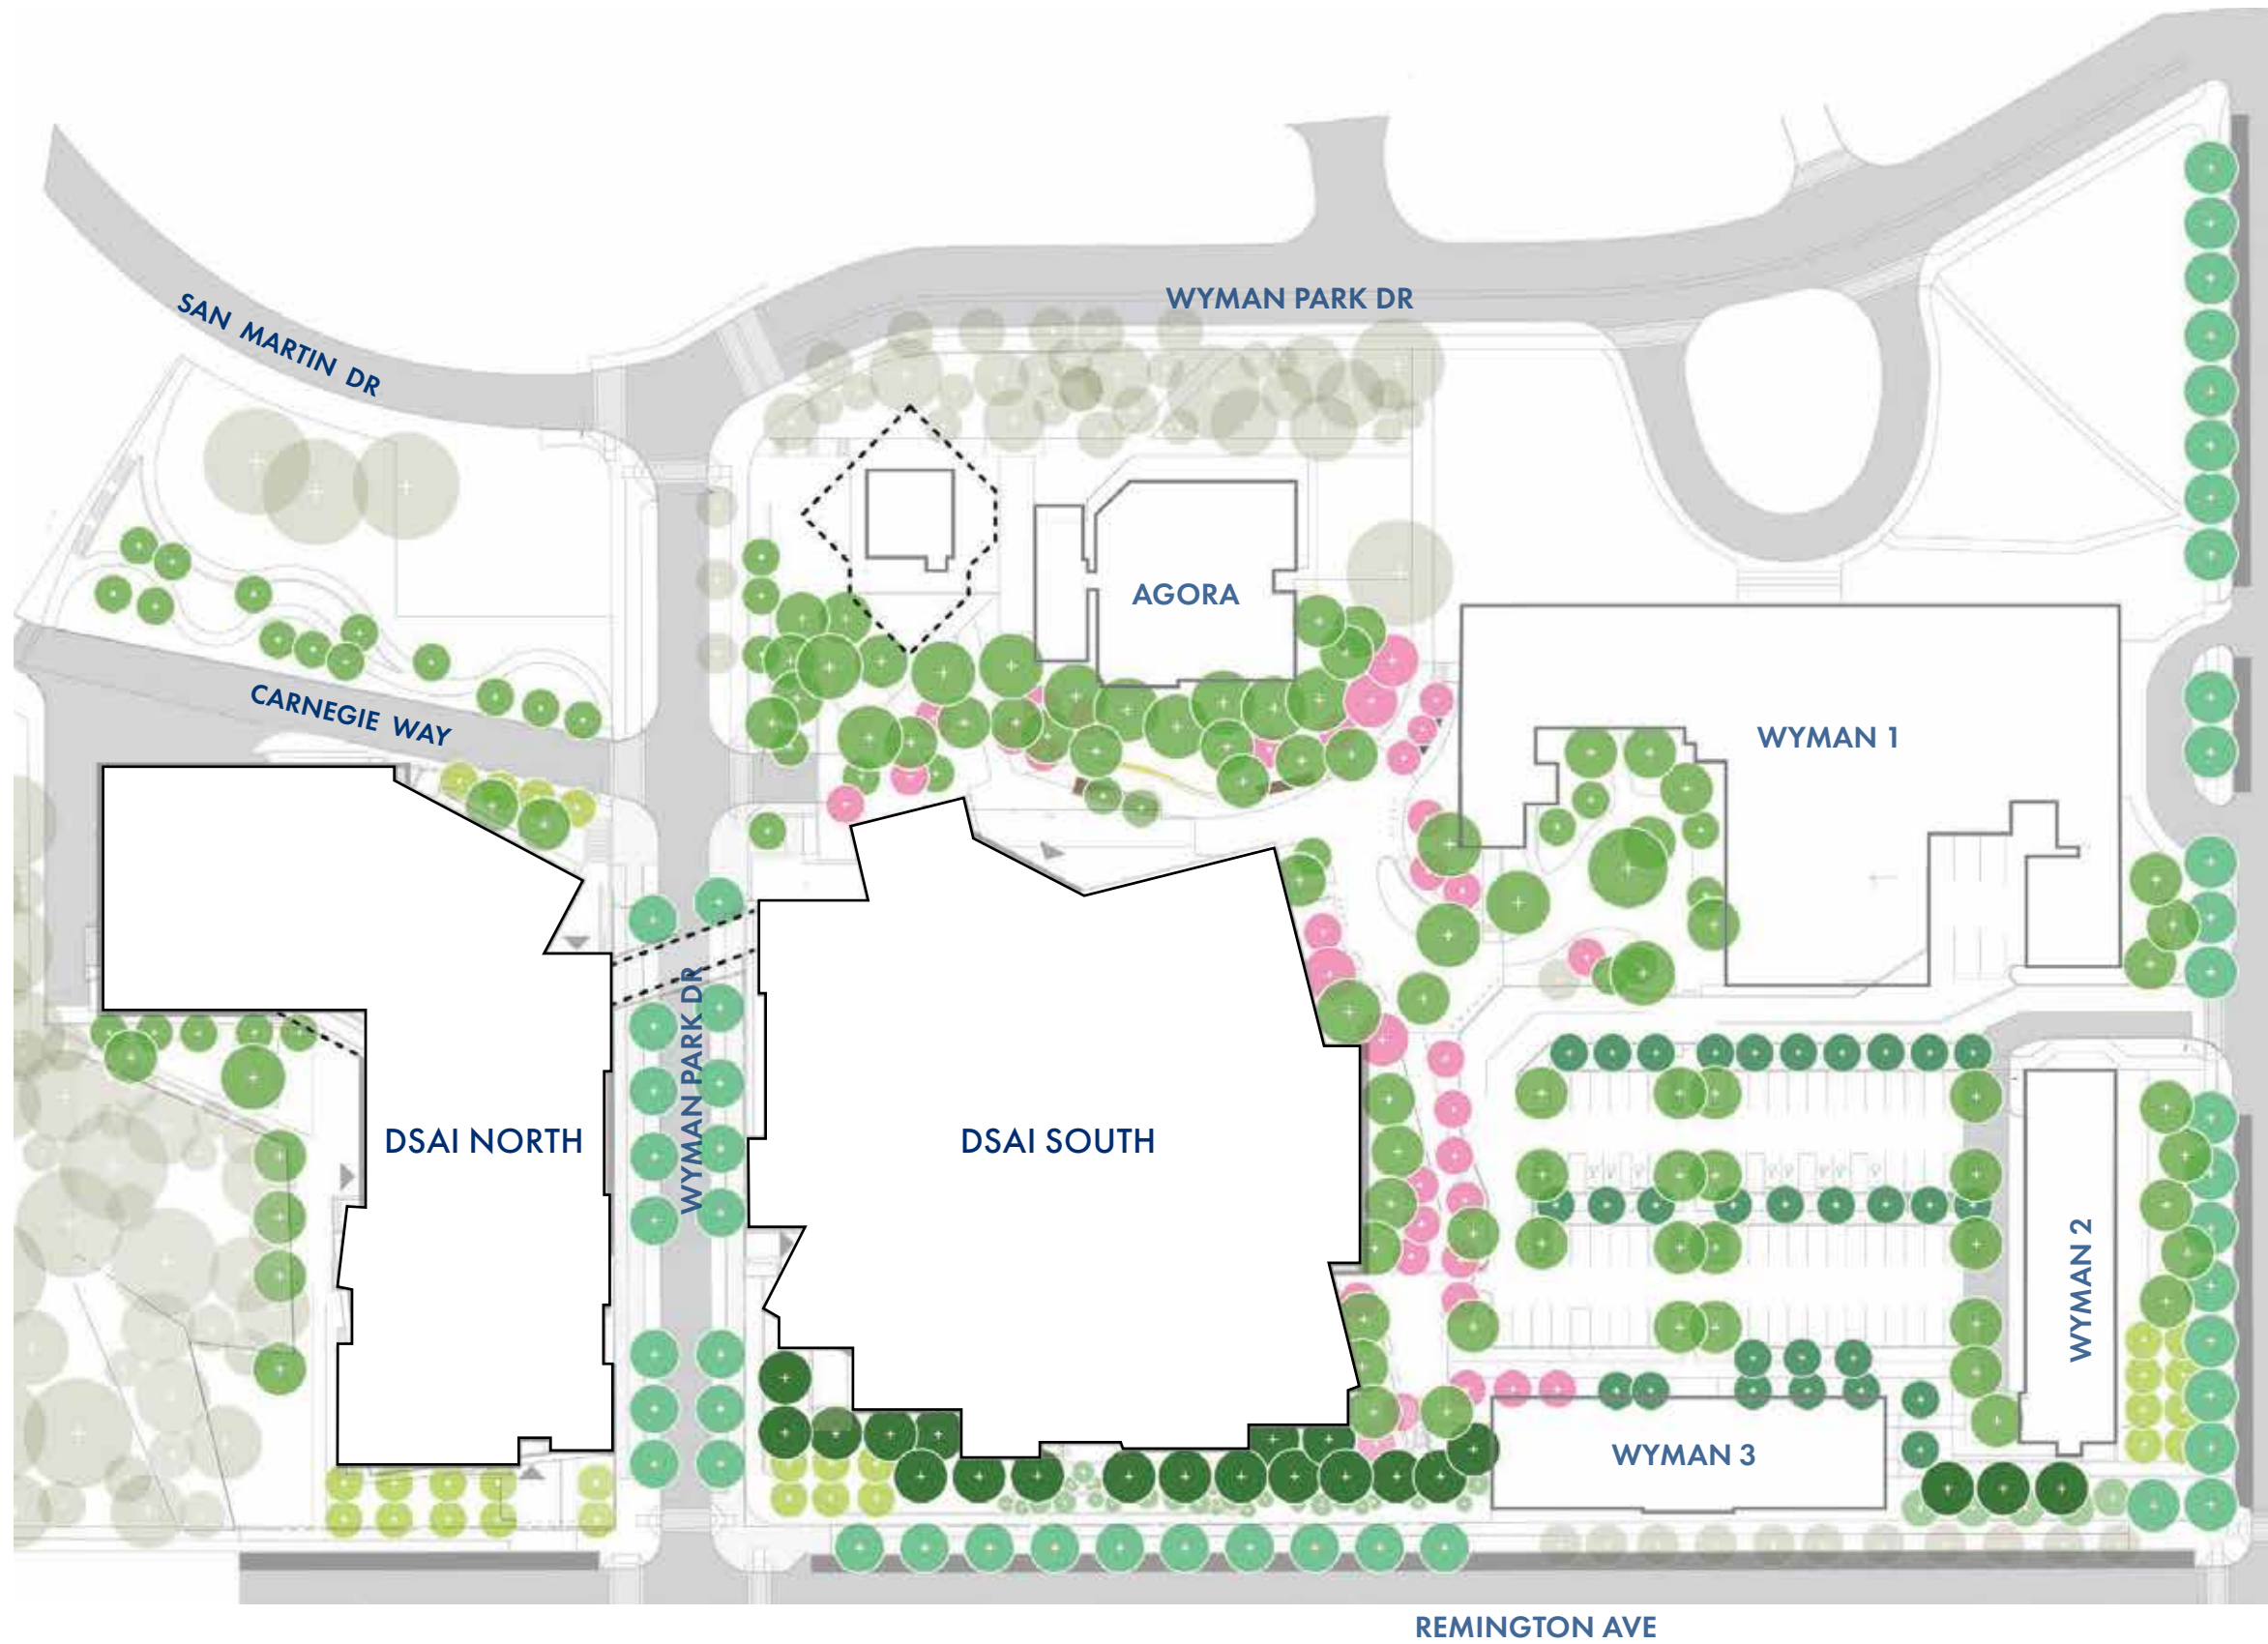 WYMAN PARK DR
SAN MARTIN DR
AGORA
CARNEGIE WAY
WYMAN 1
DSAI NORTH
WYMAN PARK DR
DSAI SOUTH
WYMAN 2
WYMAN 3
REMINGTON AVE